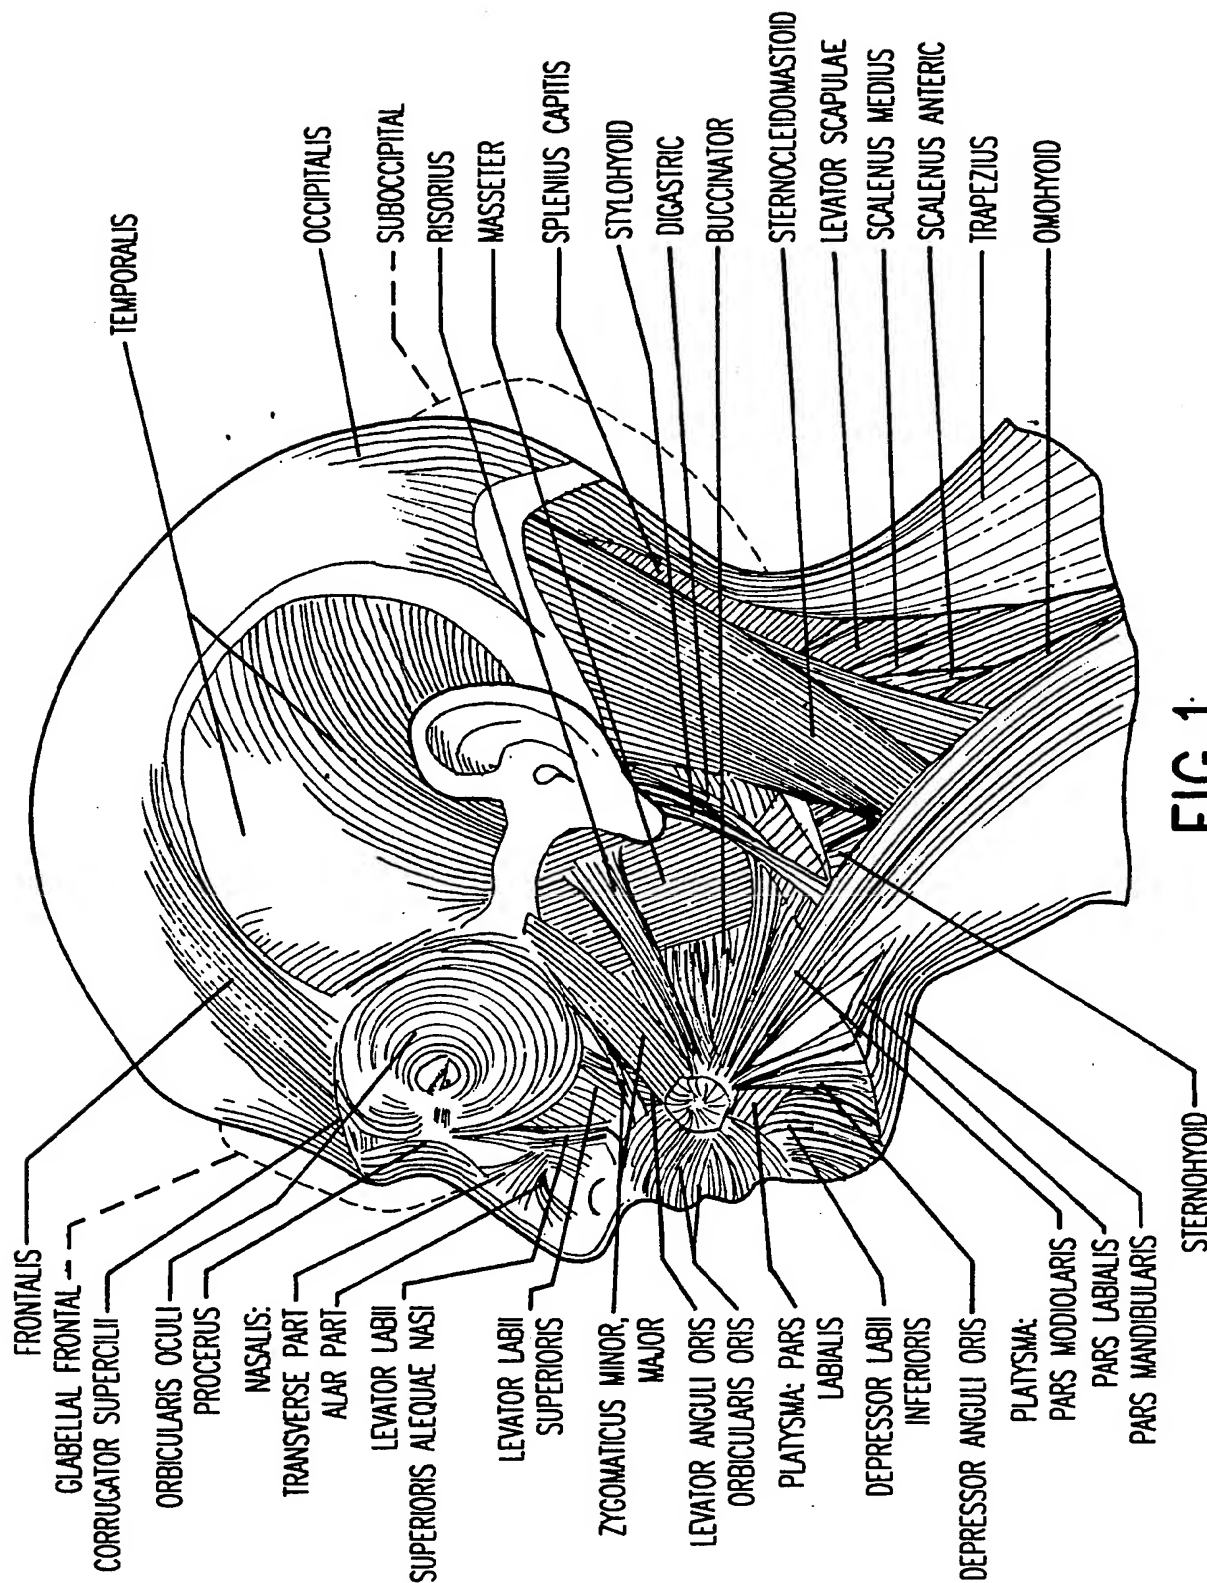 FRONTALIS
GLABELLAL FRONTAL
CORRUGATOR SUPERCILII
ORBICULARIS OCULI
PROCERUS
NASALIS:
TRANSVERSE PART
ALAR PART
LEVATOR LABII
SUPERIORIS ALEQUAE NASI
LEVATOR LABII
SUPERIORIS
ZYGOMATICUS MINOR,
MAJOR
LEVATOR ANGULI ORIS
ORBICULARIS ORIS
PLATYSMA: PARS
LABIALIS
DEPRESSOR LABII
INFERIORIS
DEPRESSOR ANGULI ORIS
PLATYSMA:
PARS MODIOLARIS
PARS LABIALIS
PARS MANDIBULARIS
STERNOHYOID
TEMPORALIS
OCCIPITALIS
SUBOCCIPITAL
RISORIUS
MASSETER
SPLENIUS CAPITIS
STYLOHYOID
DIGASTRIC
BUCCINATOR
STERNOCLEIDOMASTOID
LEVATOR SCAPULAE
SCALENUS MEDIUS
SCALENUS ANTERIC
TRAPEZIUS
OMOHYOID
FIG. 1.